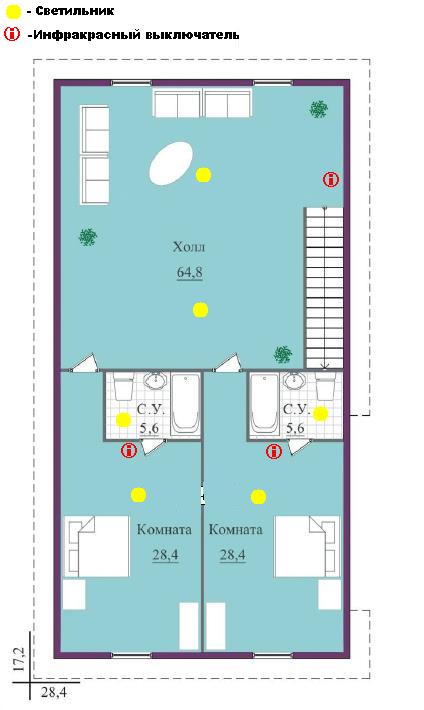 - Светильник
-Инфракрасный выключатель
Холл
64,8
С.У.
5,6
С.У.
5,6
Комната
28,4
Комната
28,4
17,2
28,4